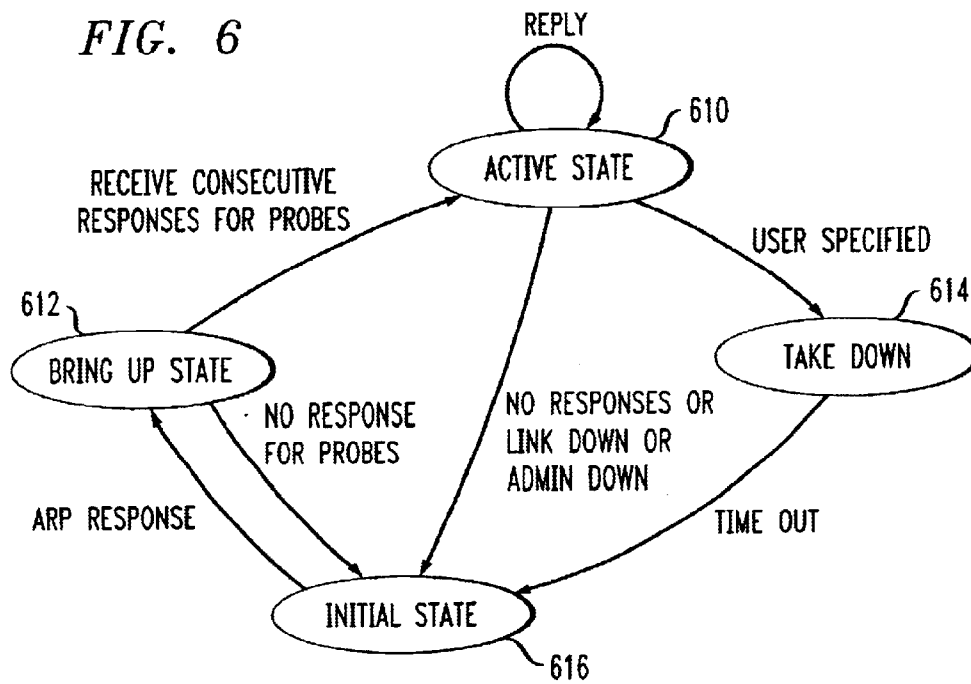 FIG. 6
REPLY
610
ACTIVE STATE
RECEIVE CONSECUTIVE
RESPONSES FOR PROBES
USER SPECIFIED
612
614
BRING UP STATE
TAKE DOWN
NO RESPONSE
FOR PROBES
NO RESPONSES OR
LINK DOWN OR
ADMIN DOWN
ARP RESPONSE
TIME OUT
INITIAL STATE
616